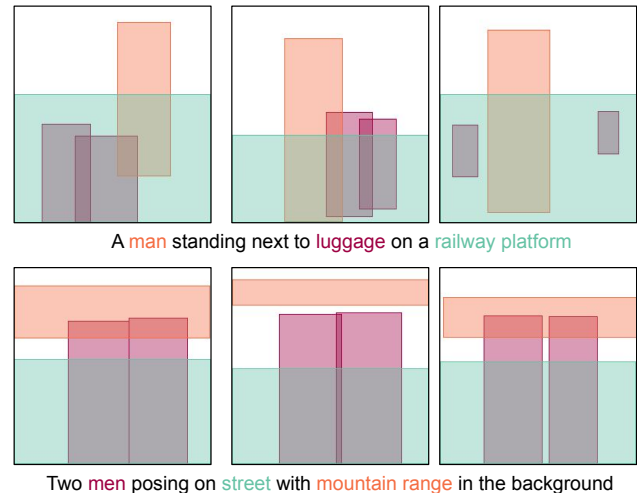 A man standing next to luggage on a railway platform
Two men posing on street with mountain range in the background